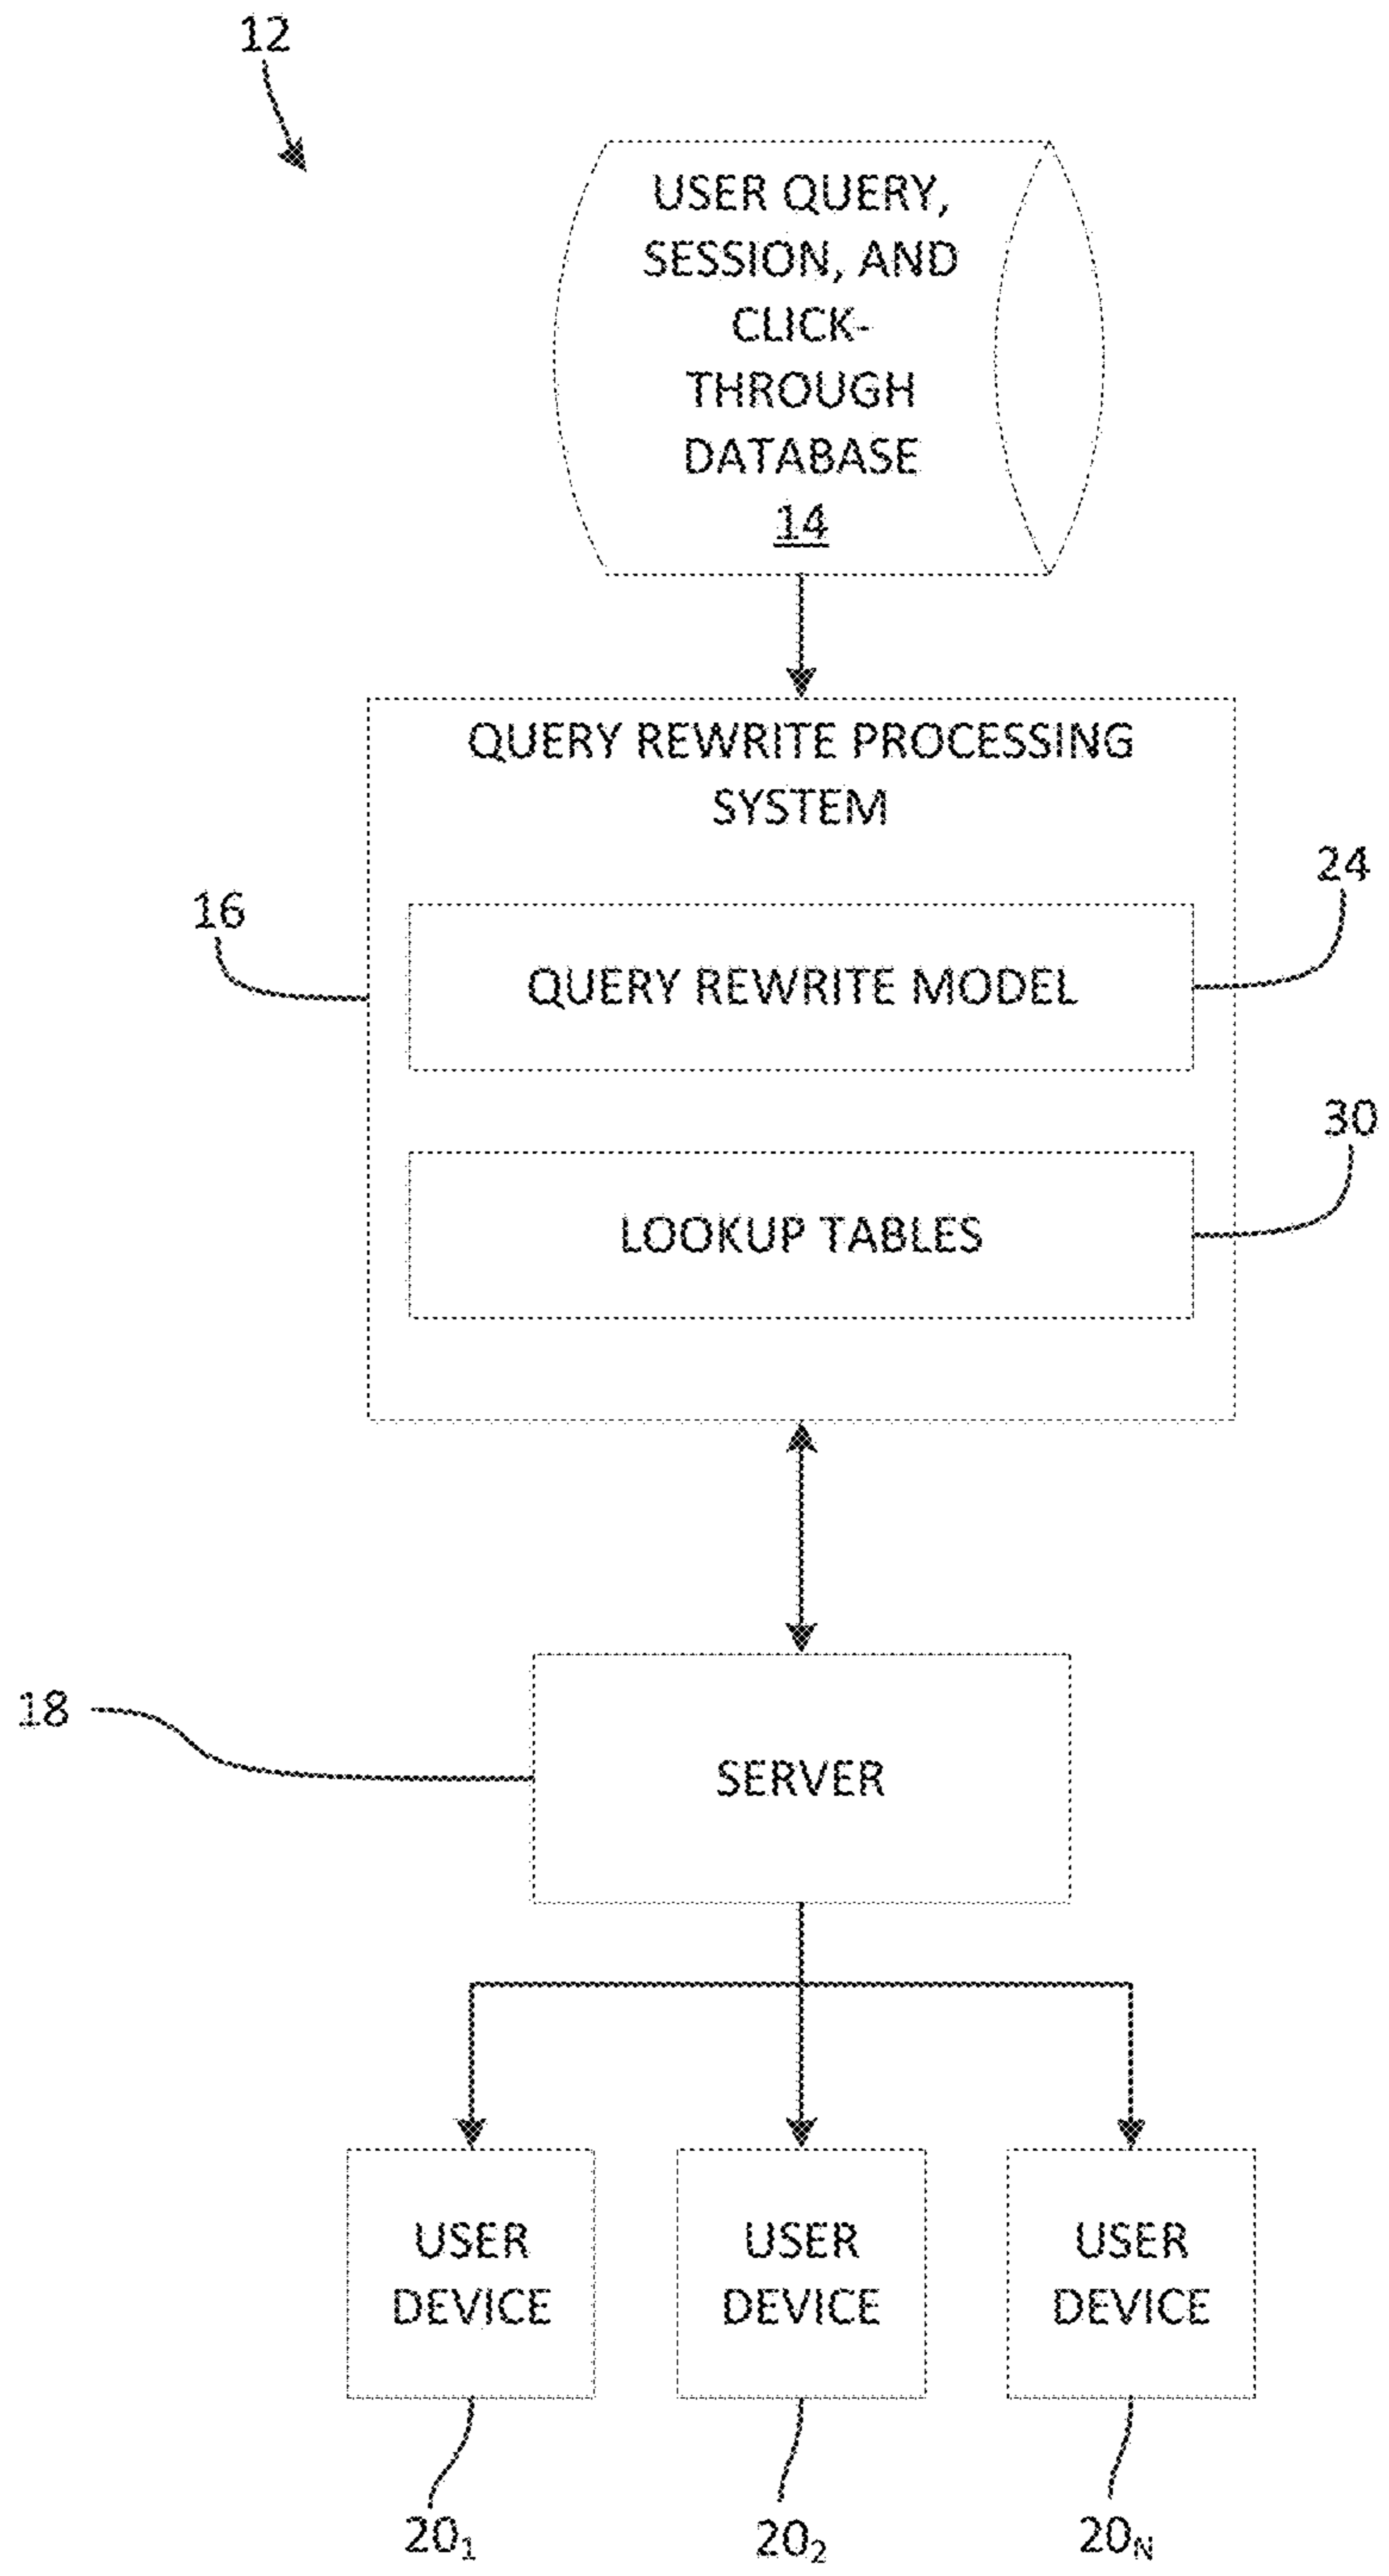 12
USER QUERY,
SESSION, AND
CLICK-
THROUGH
DATABASE
14
QUERY REWRITE PROCESSING
SYSTEM
24
16
QUERY REWRITE MODEL
30
LOOKUP TABLES
18
SERVER
USER DEVICE
USER DEVICE
USER DEVICE
20₁
20₂
20N